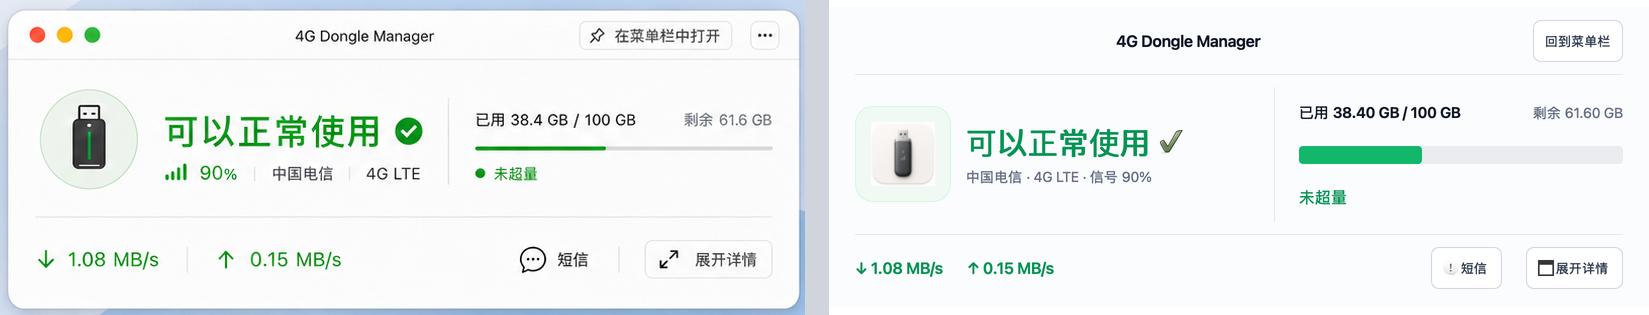 4G Dongle Manager
在菜单栏中打开
可以正常使用
90%
中国电信
4G LTE
已用 38.4 GB / 100 GB
剩余 61.6 GB
未超量
↓ 1.08 MB/s
↑ 0.15 MB/s
短信
展开详情
4G Dongle Manager
回到菜单栏
可以正常使用
中国电信 · 4G LTE · 信号 90%
已用 38.40 GB / 100 GB
剩余 61.60 GB
未超量
↓ 1.08 MB/s
↑ 0.15 MB/s
短信
展开详情